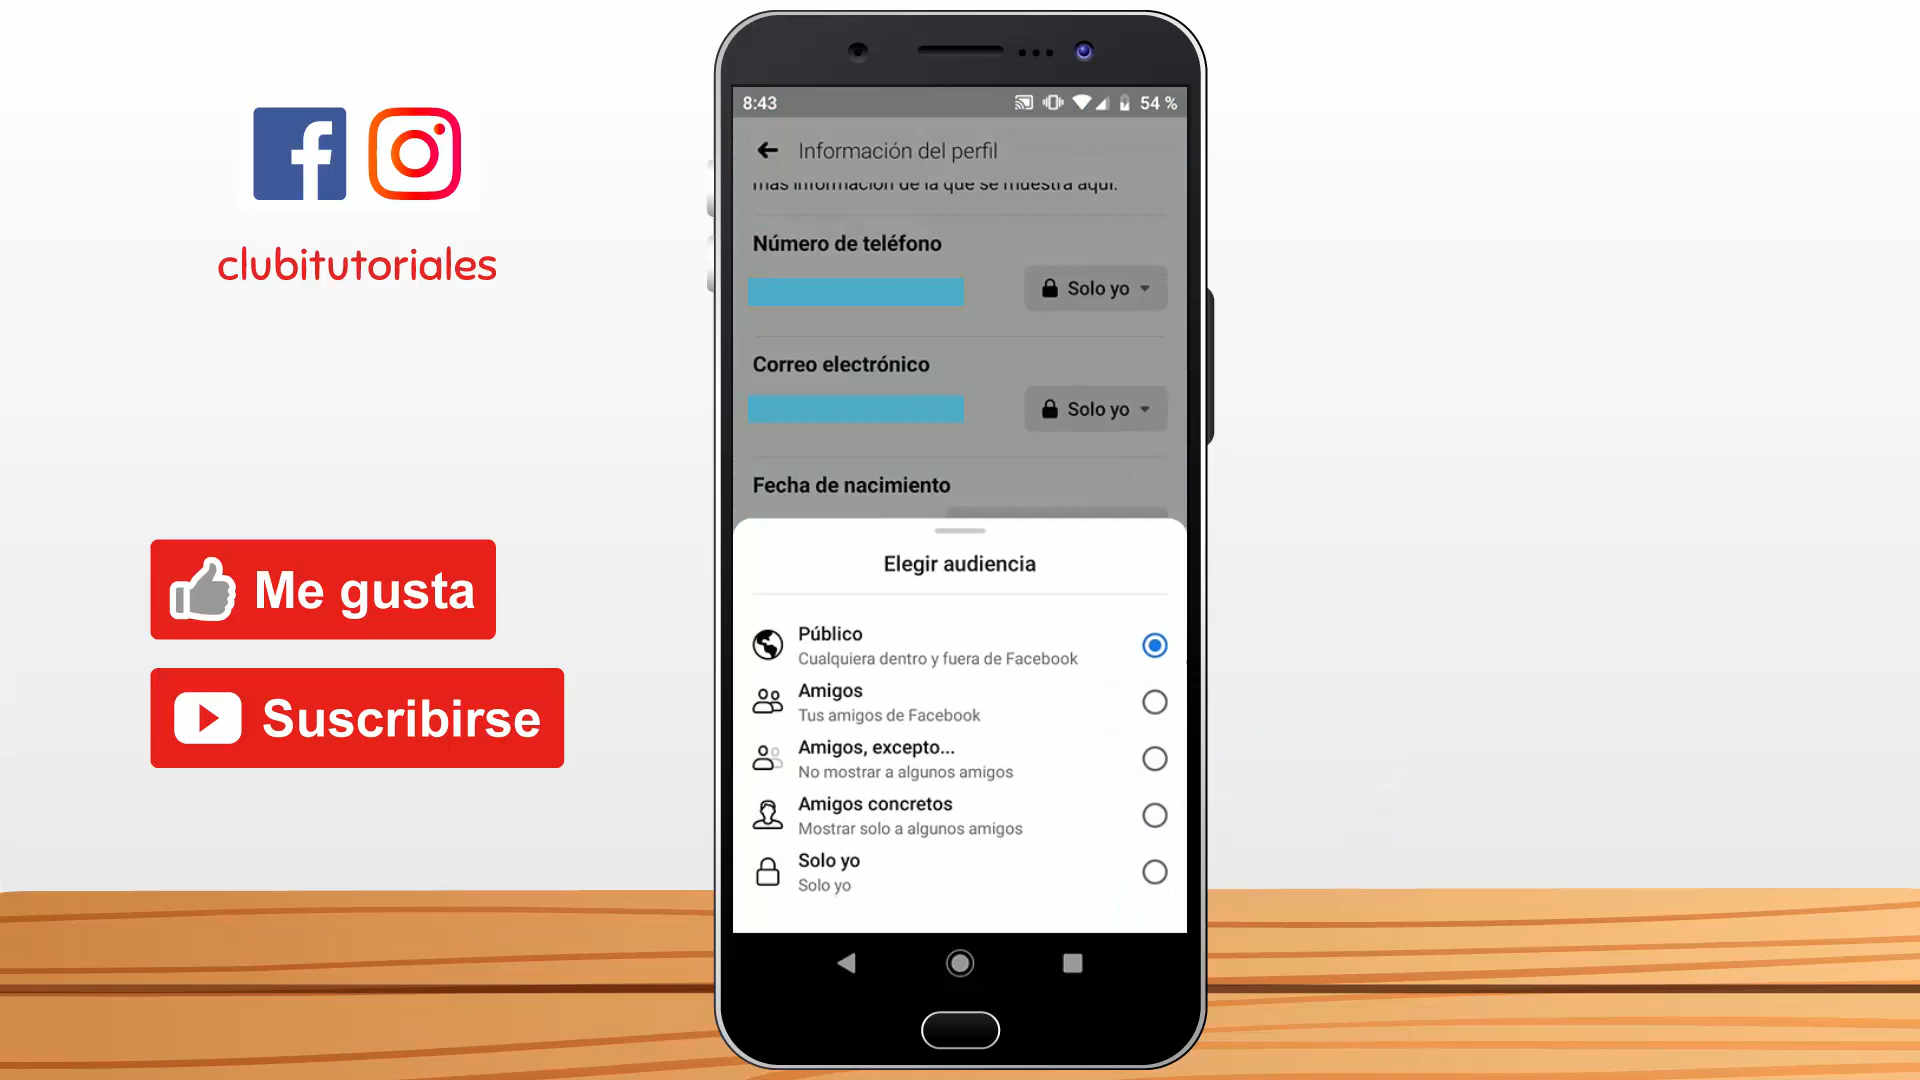 clubitutoriales
Me gusta
Suscribirse
8:43
54 %
Información del perfil
más información de la que se muestra aquí.
Número de teléfono
Solo yo
Correo electrónico
Solo yo
Fecha de nacimiento
Elegir audiencia
Público
Cualquiera dentro y fuera de Facebook
Amigos
Tus amigos de Facebook
Amigos, excepto...
No mostrar a algunos amigos
Amigos concretos
Mostrar solo a algunos amigos
Solo yo
Solo yo